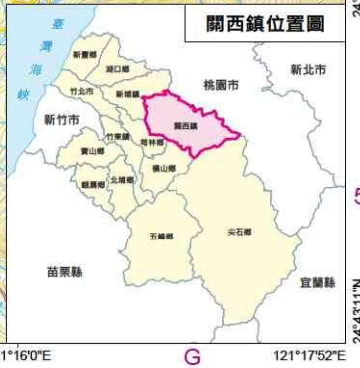 關西鎮位置圖
臺灣海峽
新豐鄉
湖口鄉
新北市
桃園市
竹北市
新埔鎮
新竹市
關西鎮
竹東鎮
芎林鄉
寶山鄉
橫山鄉
峨眉鄉
北埔鄉
五峰鄉
尖石鄉
苗栗縣
宜蘭縣
24°43'11"N
1°16'0"E
G
121°17'52"E